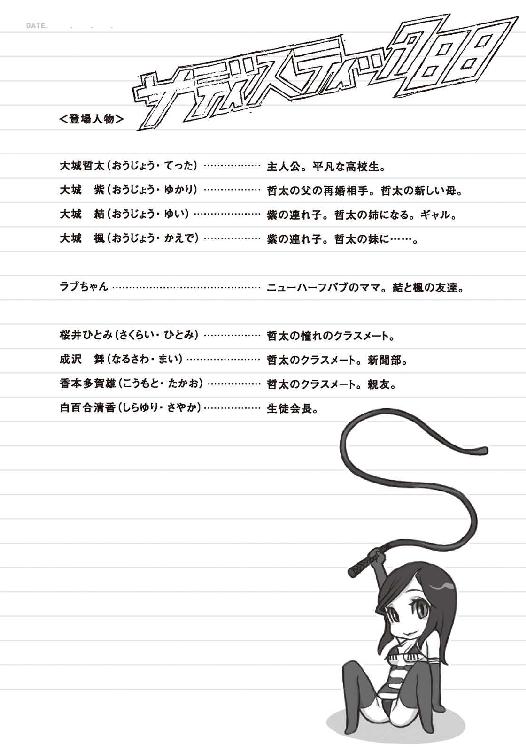 DATE.
サディスティック88
<登場人物>
大城哲太(おうじょう・てった)………………主人公。平凡な高校生。
大城 紫(おうじょう・ゆかり)………………哲太の父の再婚相手。哲太の新しい母。
大城 結(おうじょう・ゆい)………………紫の連れ子。哲太の姉になる。ギャル。
大城 楓(おうじょう・かえで)………………紫の連れ子。哲太の妹に……。
ラブちゃん………………………………………ニューハーフパブのママ。結と楓の友達。
桜井ひとみ(さくらい・ひとみ)………………哲太の憧れのクラスメート。
成沢 舞(なるさわ・まい)………………哲太のクラスメート。新聞部。
香本多賀雄(こうもと・たかお)………………哲太のクラスメート。親友。
白百合清香(しらゆり・さやか)………………生徒会長。